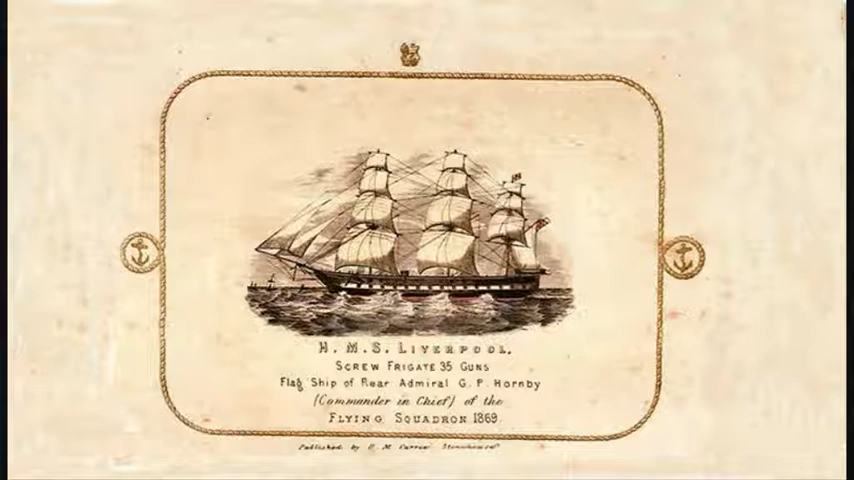 H. M. S. LIVERPOOL,
SCREW FRIGATE 35 GUNS
Flag Ship of Rear Admiral G. P. Hornby
(Commander in Chief) of the
FLYING SQUADRON 1869
Published by